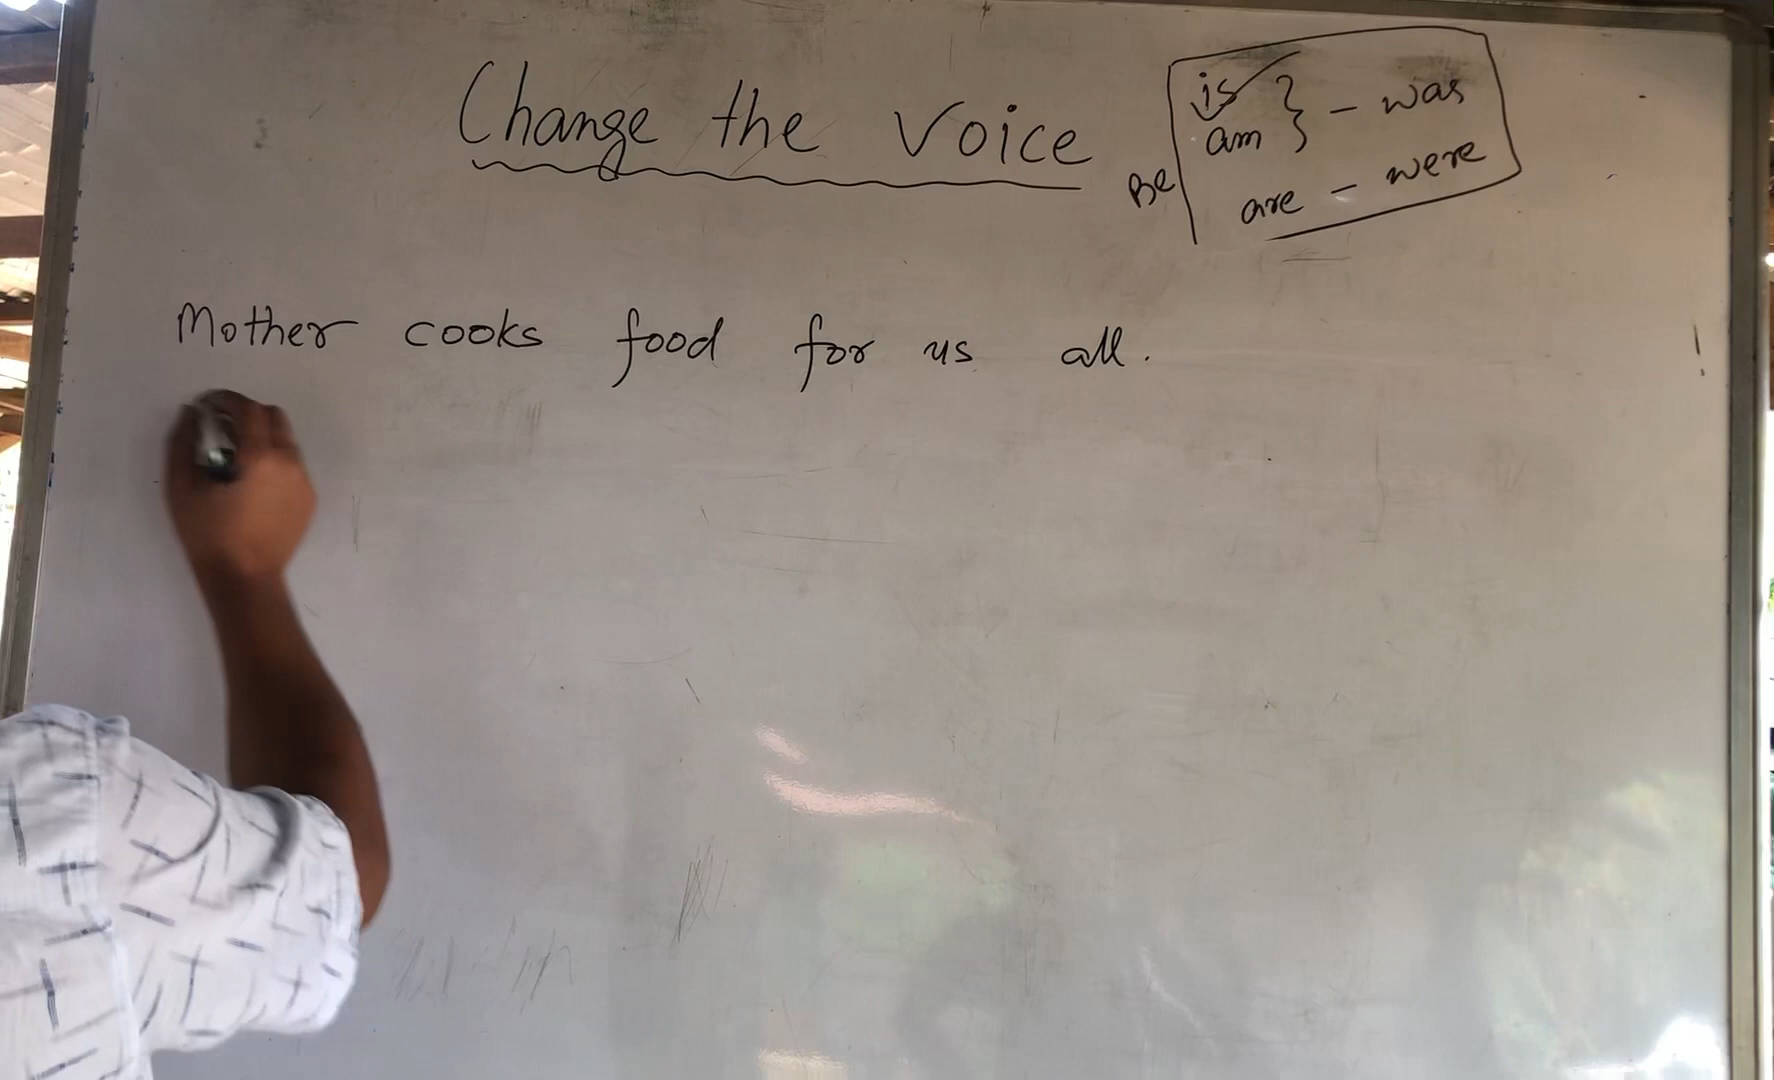 Change the Voice
is } - was
am
Be
are - were
Mother cooks food for us all.